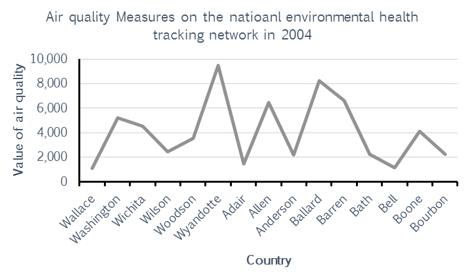 Air quality Measures on the natioanl environmental health
tracking network in 2004
Value of air quality
10,000
8,000
6,000
4,000
2,000
0
Wallace
Washington
Wichita
Wilson
Woodson
Wyandotte
Adair
Allen
Anderson
Ballard
Barren
Bath
Bell
Boone
Bourbon
Country